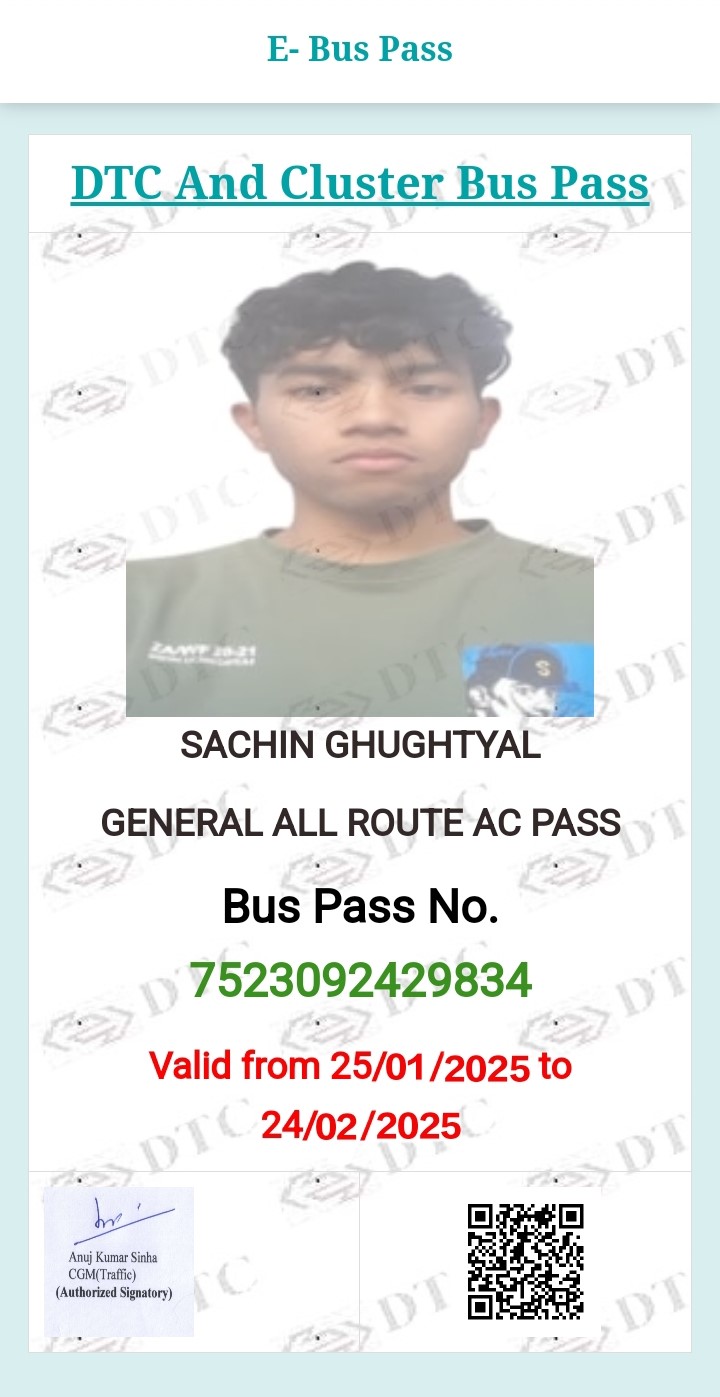 E- Bus Pass
DTC And Cluster Bus Pass
SACHIN GHUGHTYAL
GENERAL ALL ROUTE AC PASS
Bus Pass No.
7523092429834
Valid from 25/01/2025 to
24/02/2025
Anuj Kumar Sinha
CGM(Traffic)
(Authorized Signatory)
DTC